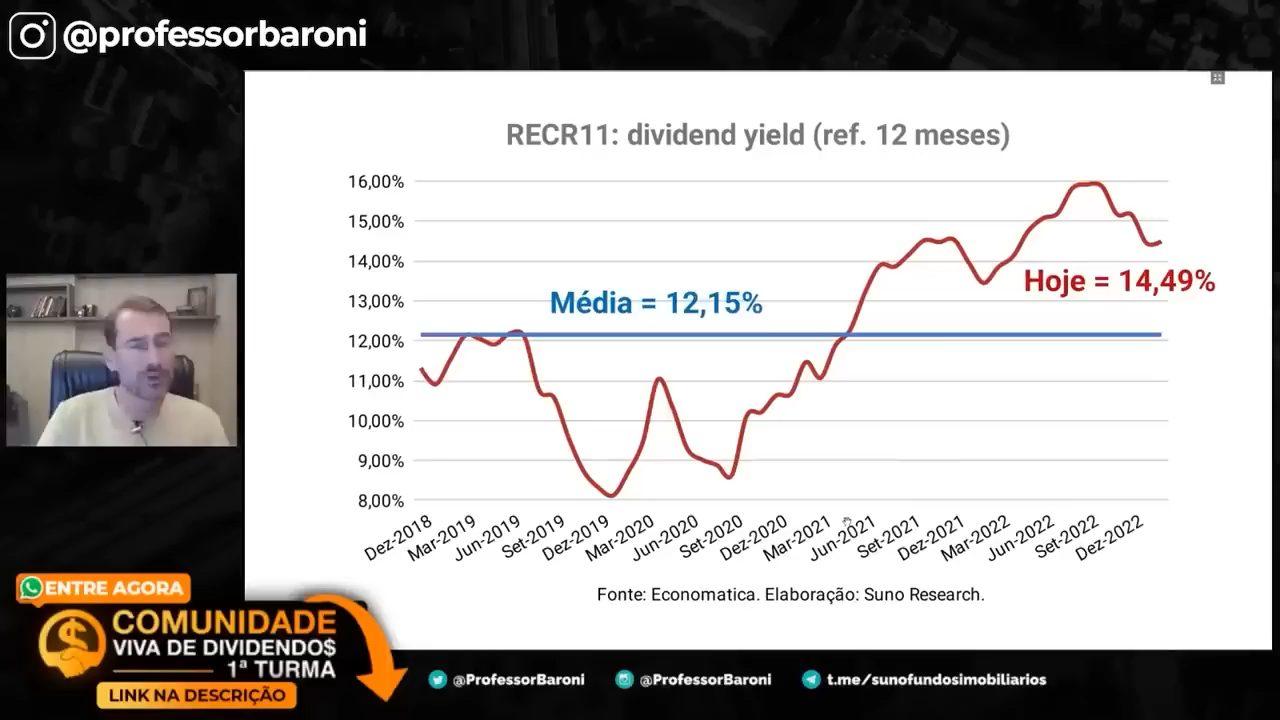 @professorbaroni
RECR11: dividend yield (ref. 12 meses)
16,00%
15,00%
14,00%
13,00%
12,00%
11,00%
10,00%
9,00%
8,00%
Média = 12,15%
Hoje = 14,49%
Dez-2018
Mar-2019
Jun-2019
Set-2019
Dez-2019
Mar-2020
Jun-2020
Set-2020
Dez-2020
Mar-2021
Jun-2021
Set-2021
Dez-2021
Mar-2022
Jun-2022
Set-2022
Dez-2022
Fonte: Economatica. Elaboração: Suno Research.
ENTRE AGORA
COMUNIDADE
VIVA DE DIVIDENDO$
1ª TURMA
LINK NA DESCRIÇÃO
@ProfessorBaroni
@ProfessorBaroni
t.me/sunofundosimobiliarios